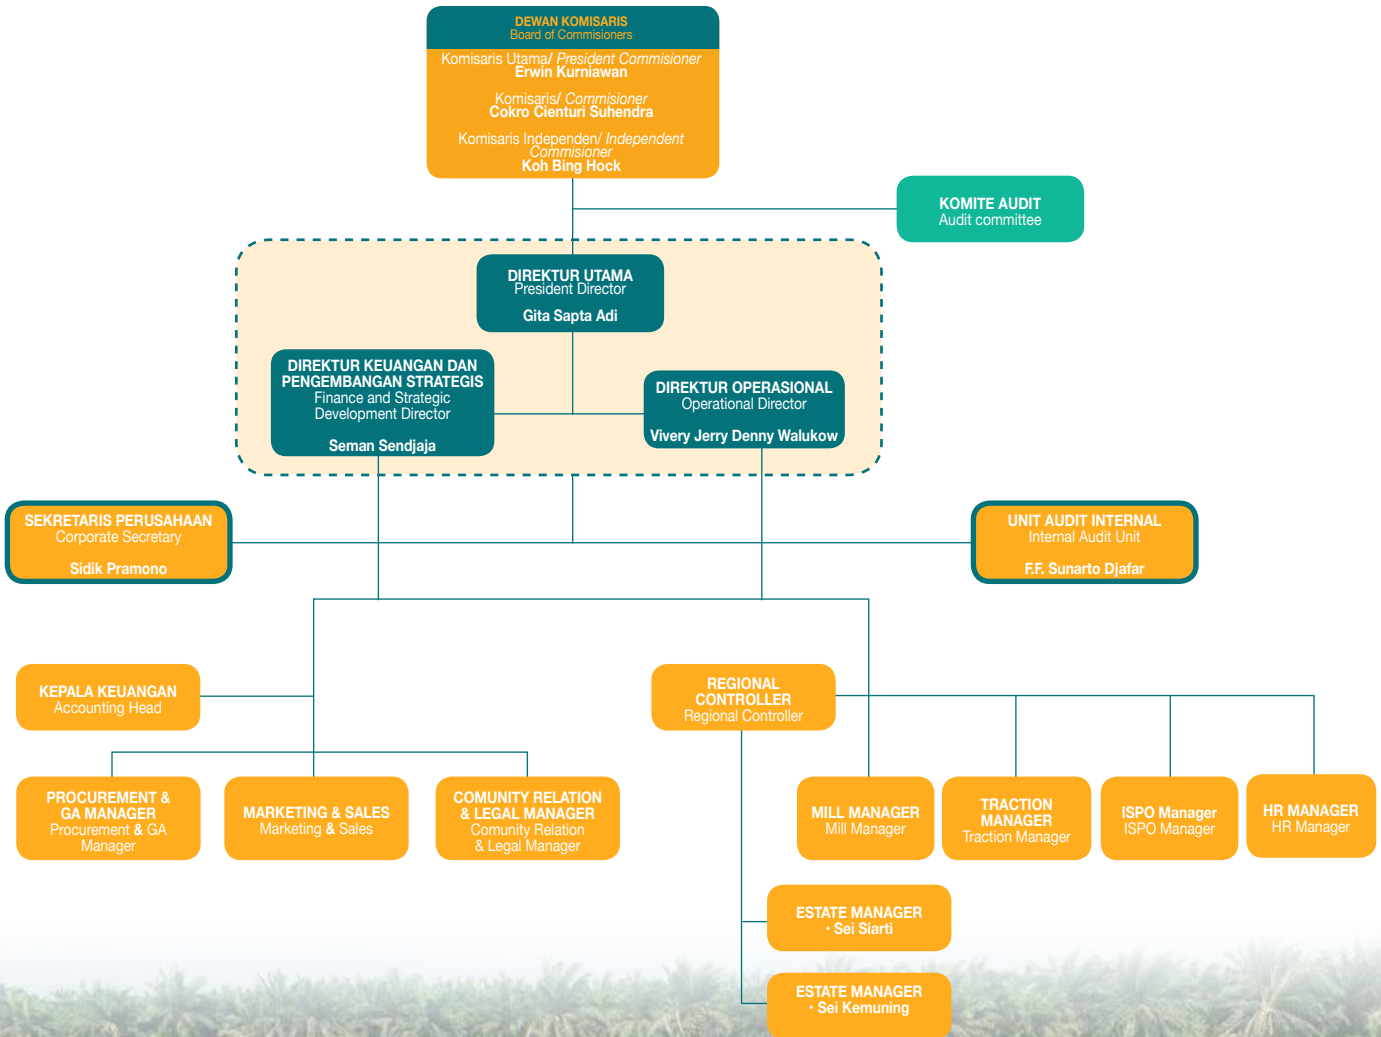 DEWAN KOMISARIS
Board of Commisioners
Komisaris Utama/ President Commisioner
Erwin Kurniawan
Komisaris/ Commisioner
Cokro Cienturi Suhendra
Komisaris Independen/ Independent
Commisioner
Koh Bing Hock
KOMITE AUDIT
Audit committee
DIREKTUR UTAMA
President Director
Gita Sapta Adi
DIREKTUR KEUANGAN DAN
PENGEMBANGAN STRATEGIS
Finance and Strategic
Development Director
Seman Sendjaja
DIREKTUR OPERASIONAL
Operational Director
Vivery Jerry Denny Walukow
SEKRETARIS PERUSAHAAN
Corporate Secretary
Sidik Pramono
UNIT AUDIT INTERNAL
Internal Audit Unit
F.F. Sunarto Djafar
KEPALA KEUANGAN
Accounting Head
REGIONAL
CONTROLLER
Regional Controller
PROCUREMENT &
GA MANAGER
Procurement & GA
Manager
MARKETING & SALES
Marketing & Sales
COMUNITY RELATION
& LEGAL MANAGER
Comunity Relation
& Legal Manager
MILL MANAGER
Mill Manager
TRACTION
MANAGER
Traction Manager
ISPO Manager
ISPO Manager
HR MANAGER
HR Manager
ESTATE MANAGER
• Sei Siarti
ESTATE MANAGER
• Sei Kemuning